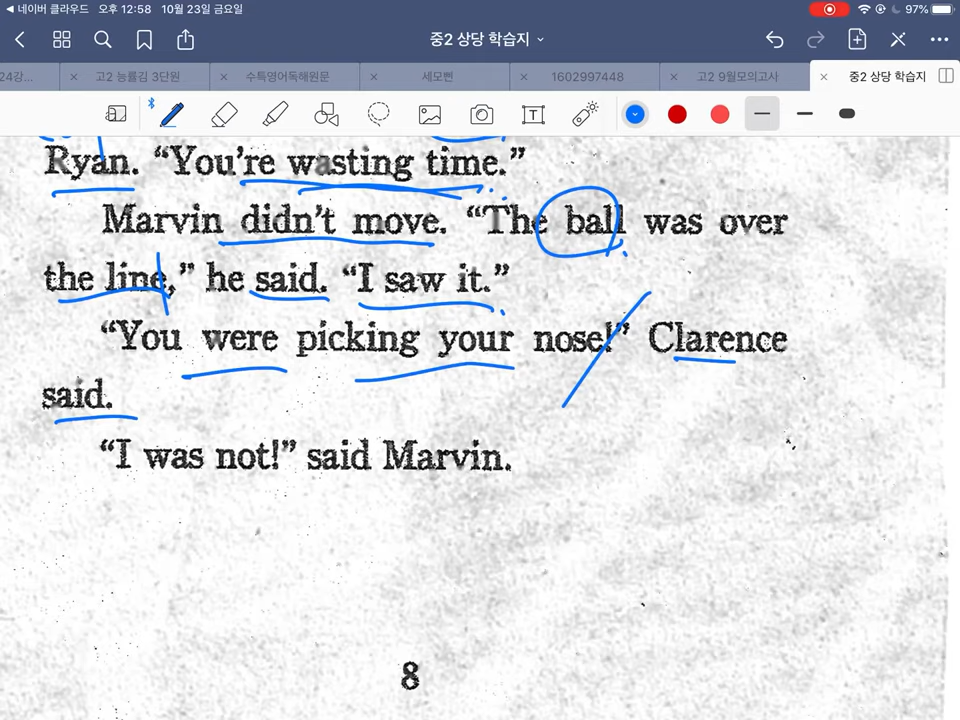 네이버 클라우드 오후 12:58 10월 23일 금요일 97%
중2 상당 학습지
24강... 고2 능률김 3단원 수특영어독해원문 세모삔 1602997448 고2 9월모의고사 중2 상당 학습지
Ryan. “You’re wasting time.”
Marvin didn’t move. “The ball was over
the line,” he said. “I saw it.”
“You were picking your nose!” Clarence
said.
“I was not!” said Marvin.
8